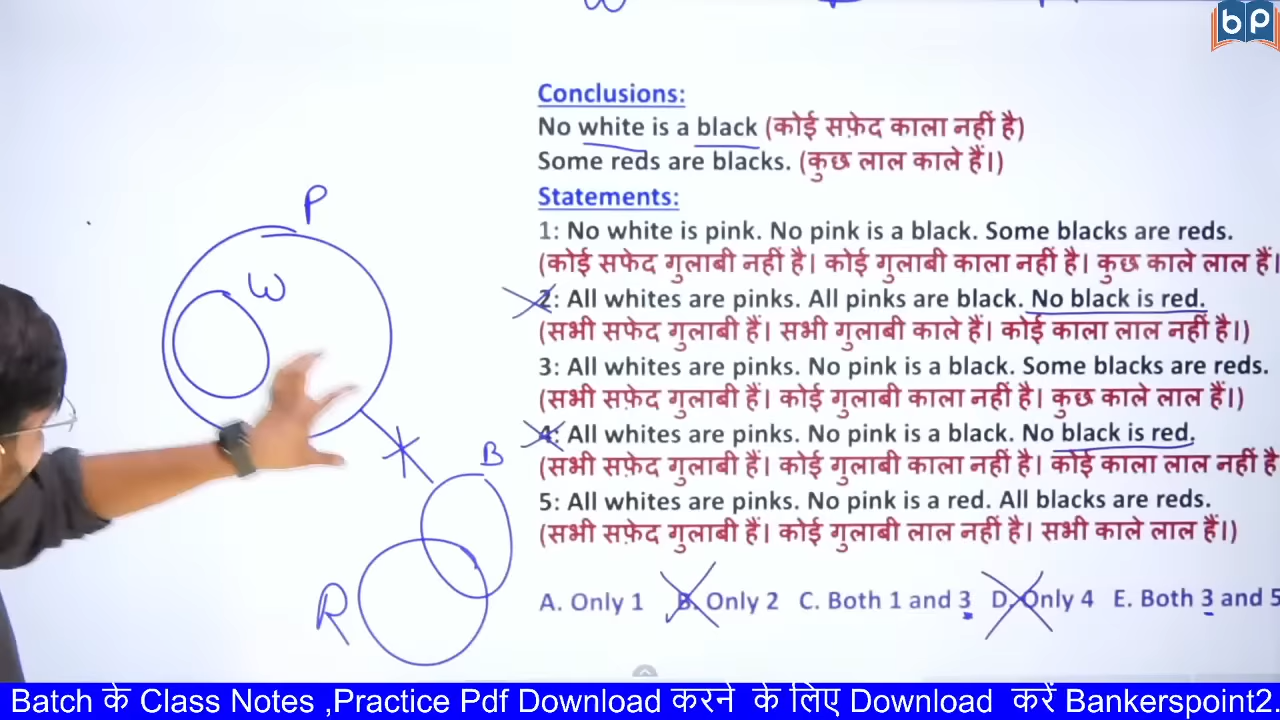 bp
Conclusions:
No white is a black (कोई सफ़ेद काला नहीं है)
Some reds are blacks. (कुछ लाल काले हैं।)
Statements:
1: No white is pink. No pink is a black. Some blacks are reds.
(कोई सफेद गुलाबी नहीं है। कोई गुलाबी काला नहीं है। कुछ काले लाल हैं।
2: All whites are pinks. All pinks are black. No black is red.
(सभी सफ़ेद गुलाबी हैं। सभी गुलाबी काले हैं। कोई काला लाल नहीं है।)
3: All whites are pinks. No pink is a black. Some blacks are reds.
(सभी सफ़ेद गुलाबी हैं। कोई गुलाबी काला नहीं है। कुछ काले लाल हैं।)
4: All whites are pinks. No pink is a black. No black is red.
(सभी सफ़ेद गुलाबी हैं। कोई गुलाबी काला नहीं है। कोई काला लाल नहीं है
5: All whites are pinks. No pink is a red. All blacks are reds.
(सभी सफ़ेद गुलाबी हैं। कोई गुलाबी लाल नहीं है। सभी काले लाल हैं।)
A. Only 1 B. Only 2 C. Both 1 and 3 D. Only 4 E. Both 3 and 5
P
W
B
R
Batch के Class Notes ,Practice Pdf Download करने के लिए Download करें Bankerspoint2.